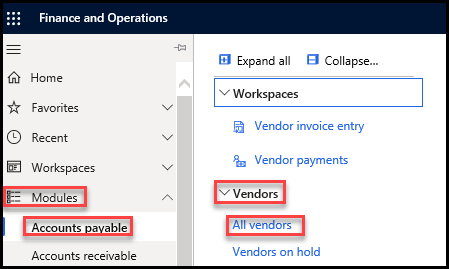 Finance and Operations
Home
Favorites
Recent
Workspaces
Modules
Accounts payable
Accounts receivable
Expand all
Collapse...
Workspaces
Vendor invoice entry
Vendor payments
Vendors
All vendors
Vendors on hold